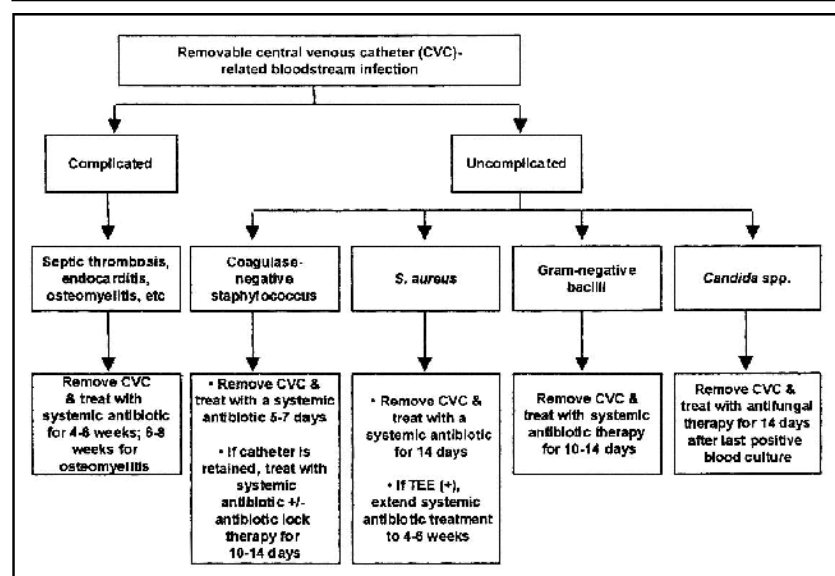 Removable central venous catheter (CVC)-
related bloodstream infection
Complicated
Uncomplicated
Septic thrombosis,
endocarditis,
osteomyelitis, etc
Coagulase-
negative
staphylococcus
S. aureus
Gram-negative
bacilli
Candida spp.
Remove CVC
& treat with
systemic antibiotic
for 4-6 weeks; 6-8
weeks for
osteomyelitis
• Remove CVC &
treat with a systemic
antibiotic 5-7 days
• If catheter is
retained, treat with
systemic
antibiotic +/-
antibiotic lock
therapy for
10-14 days
• Remove CVC &
treat with a
systemic antibiotic
for 14 days
• If TEE (+),
extend systemic
antibiotic treatment
to 4-6 weeks
Remove CVC &
treat with systemic
antibiotic therapy
for 10-14 days
Remove CVC &
treat with antifungal
therapy for 14 days
after last positive
blood culture